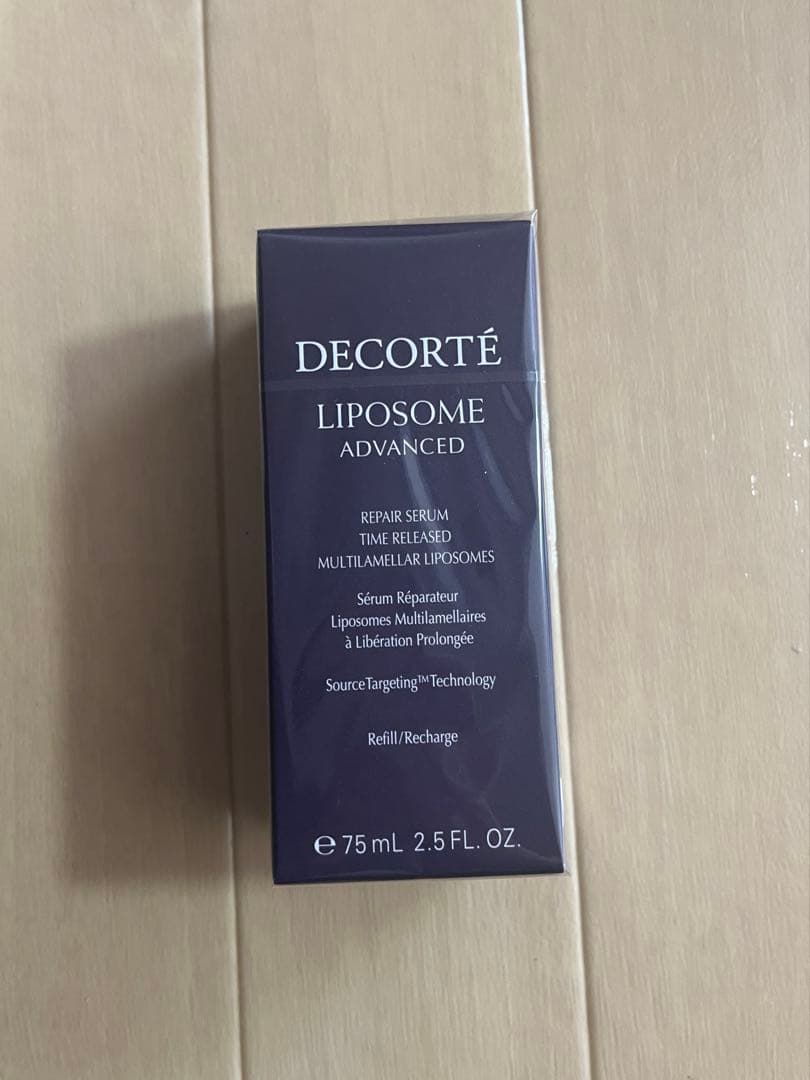 DECORTÉ
LIPOSOME
ADVANCED
REPAIR SERUM
TIME RELEASED
MULTILAMELLAR LIPOSOMES
Sérum Réparateur
Liposomes Multilamellaires
à Libération Prolongée
SourceTargeting™Technology
Refill/Recharge
℮ 75 mL 2.5 FL. OZ.